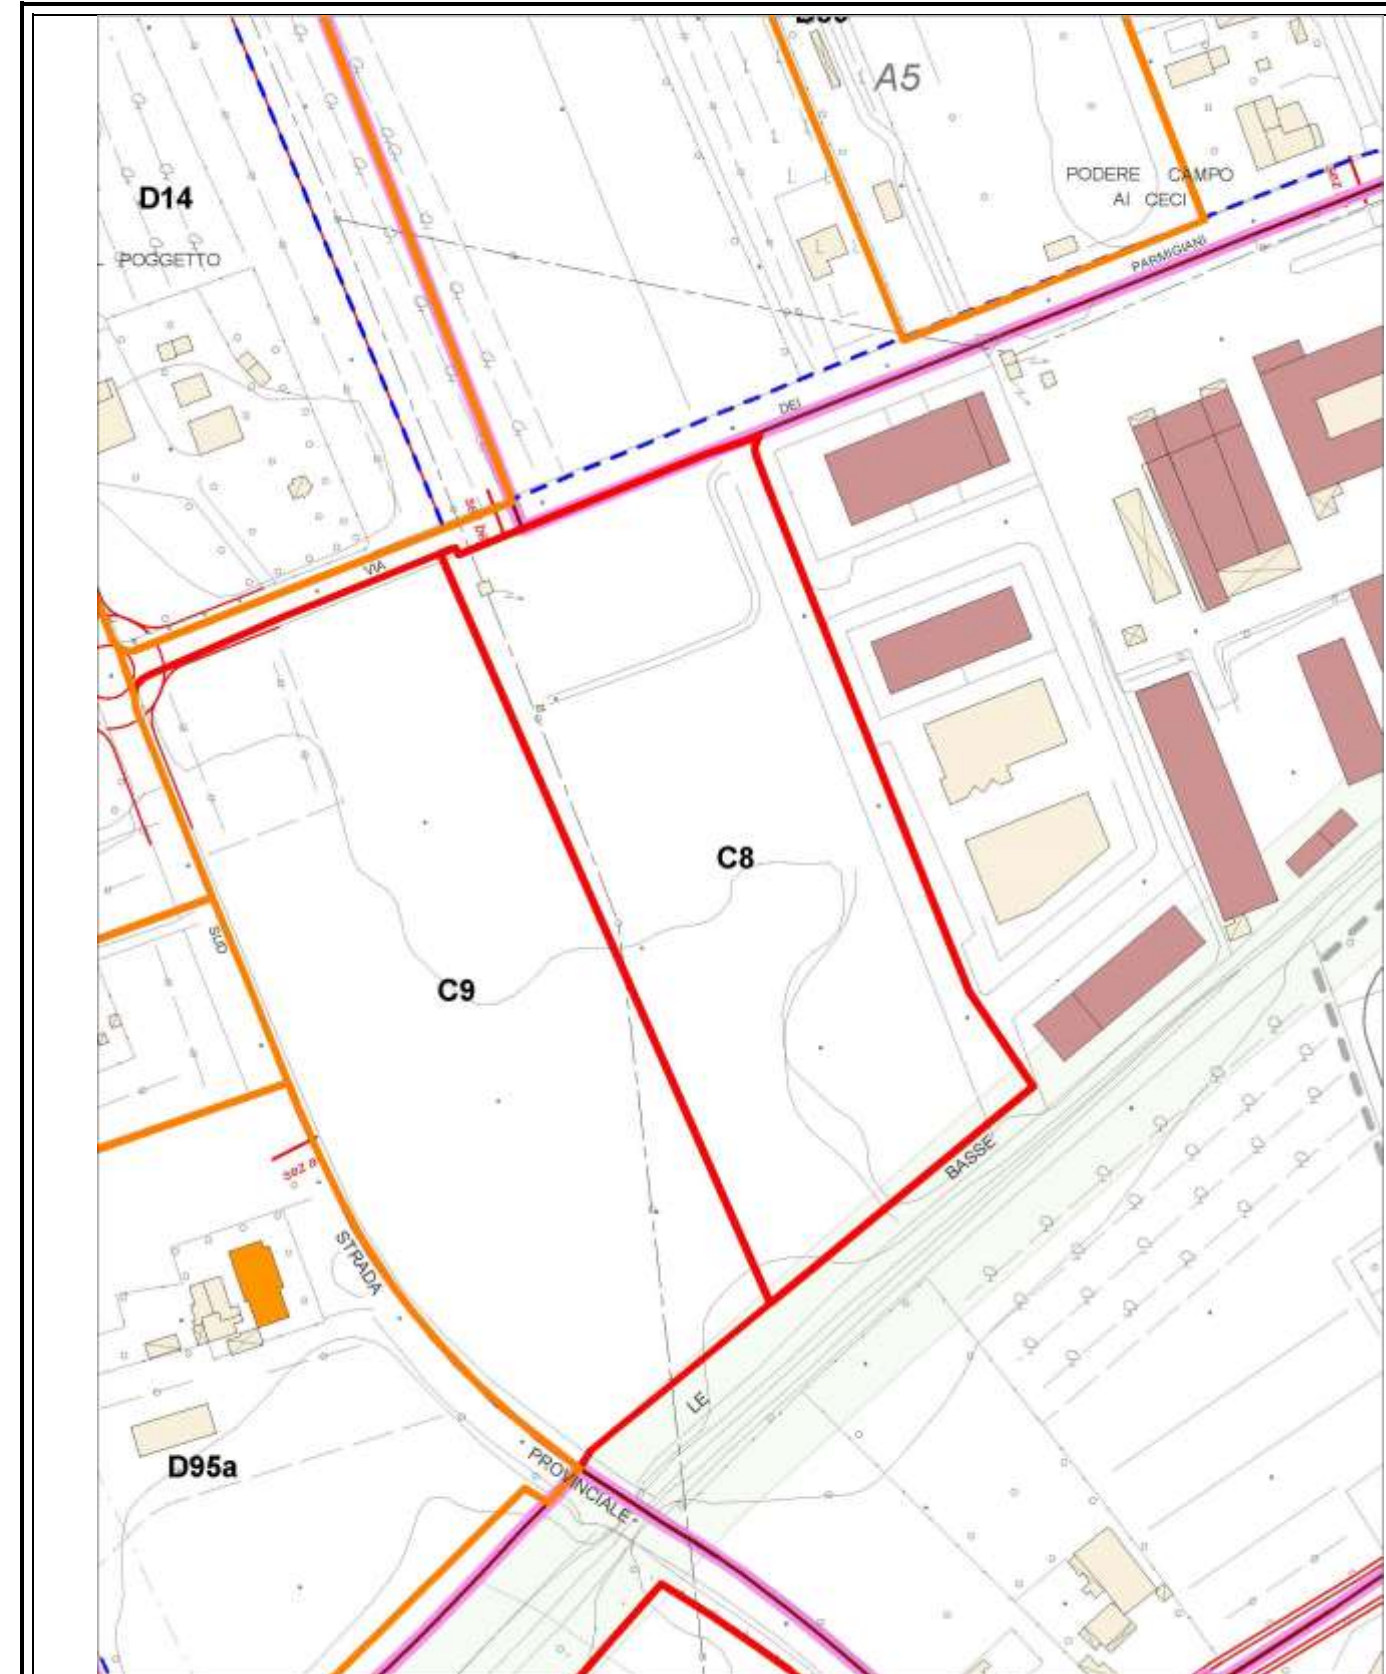 A5
PODERE CAMPO
AI CECI
D14
POGGETTO
PARMIGIANI
DEI
VIA
C8
SUD
C9
BASSE
STRADA
LE
D95a
PROVINCIALE